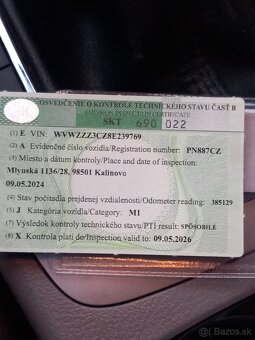 OSVEDČENIE O KONTROLE TECHNICKÉHO STAVU ČASŤ B
EMISSION INSPECTION CERTIFICATE
SKT 690 022
(1) E VIN: WVWZZZ3CZ8E239769
(2) A Evidenčné číslo vozidla/Registration number: PN887CZ
(3) Miesto a dátum kontroly/Place and date of inspection:
Mlynská 1136/28, 98501 Kalinovo
09.05.2024
(4) Stav počítadla prejdenej vzdialenosti/Odometer reading: 385129
(5) J Kategória vozidla/Category: M1
(7) Výsledok kontroly technického stavu/PTI result: SPÔSOBILÉ
(8) X Kontrola platí do/Inspection valid to: 09.05.2026
Bazos.sk